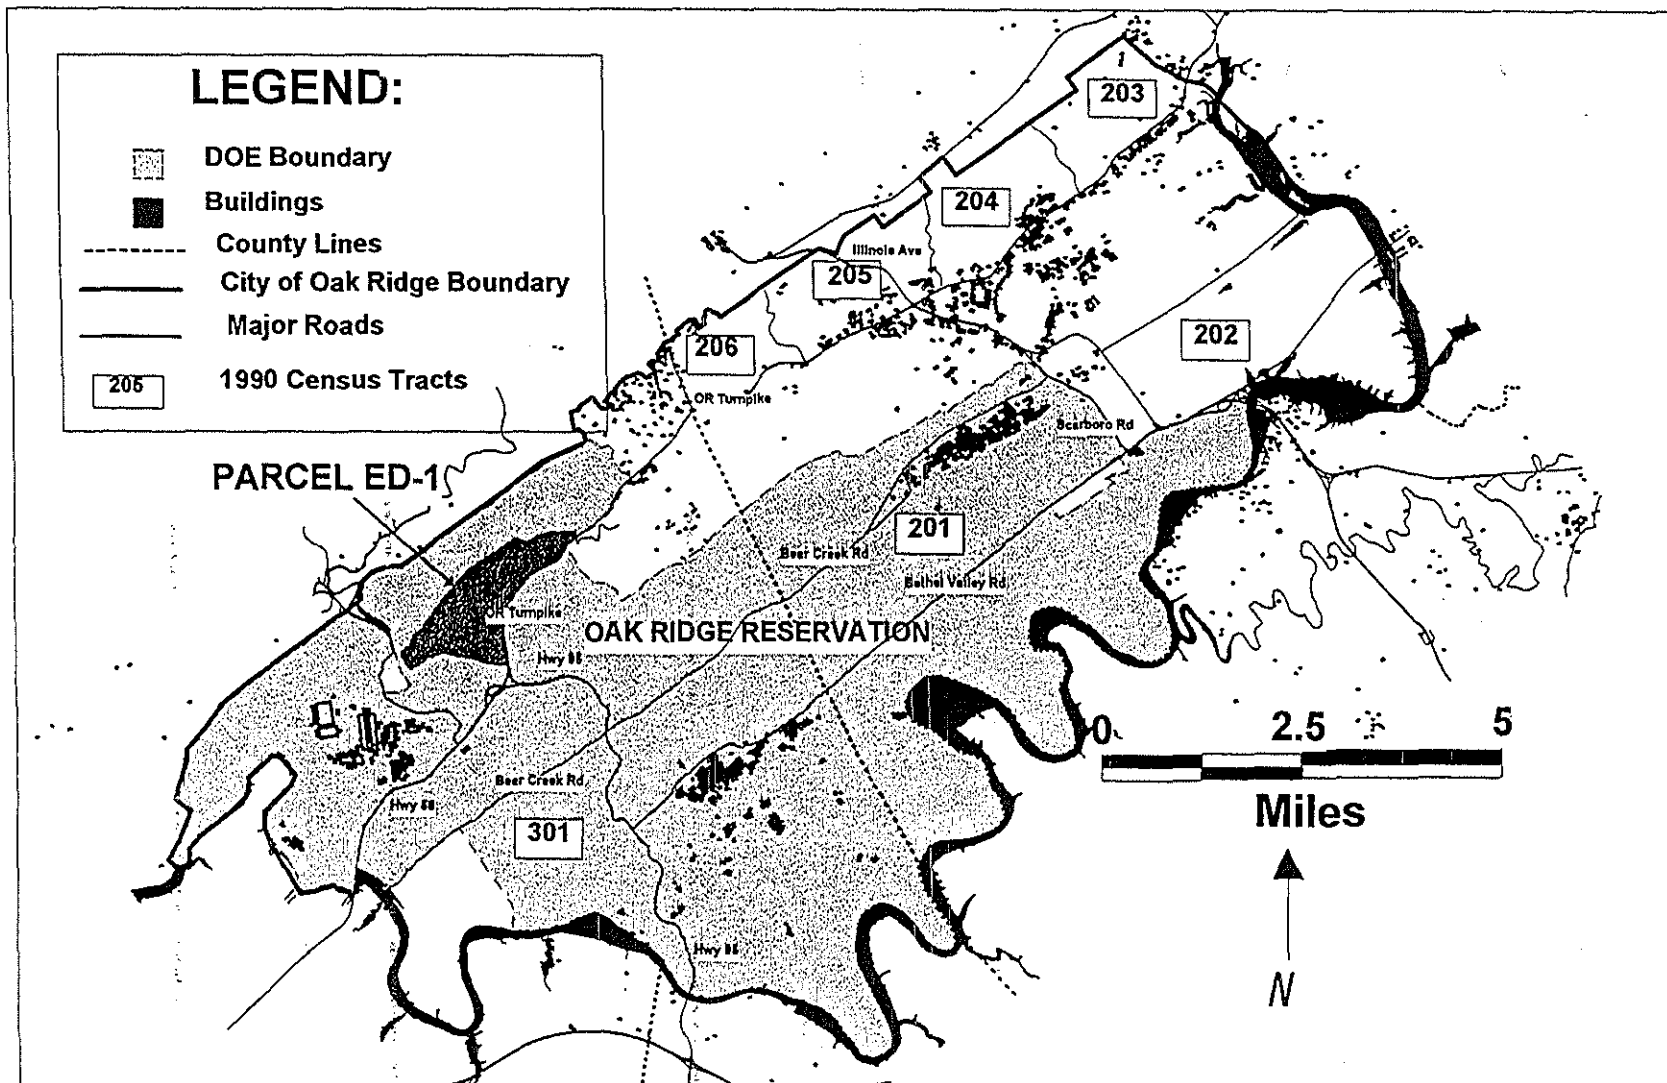 LEGEND:
DOE Boundary
Buildings
County Lines
City of Oak Ridge Boundary
Major Roads
205 1990 Census Tracts
203
204
Illinois Ave
205
202
206
OR Turnpike
Scarboro Rd
PARCEL ED-1
201
Bear Creek Rd
Bethel Valley Rd
OR Turnpike
OAK RIDGE RESERVATION
Hwy 95
0 2.5 5
Miles
Bear Creek Rd
Hwy 58
301
Hwy 95
N